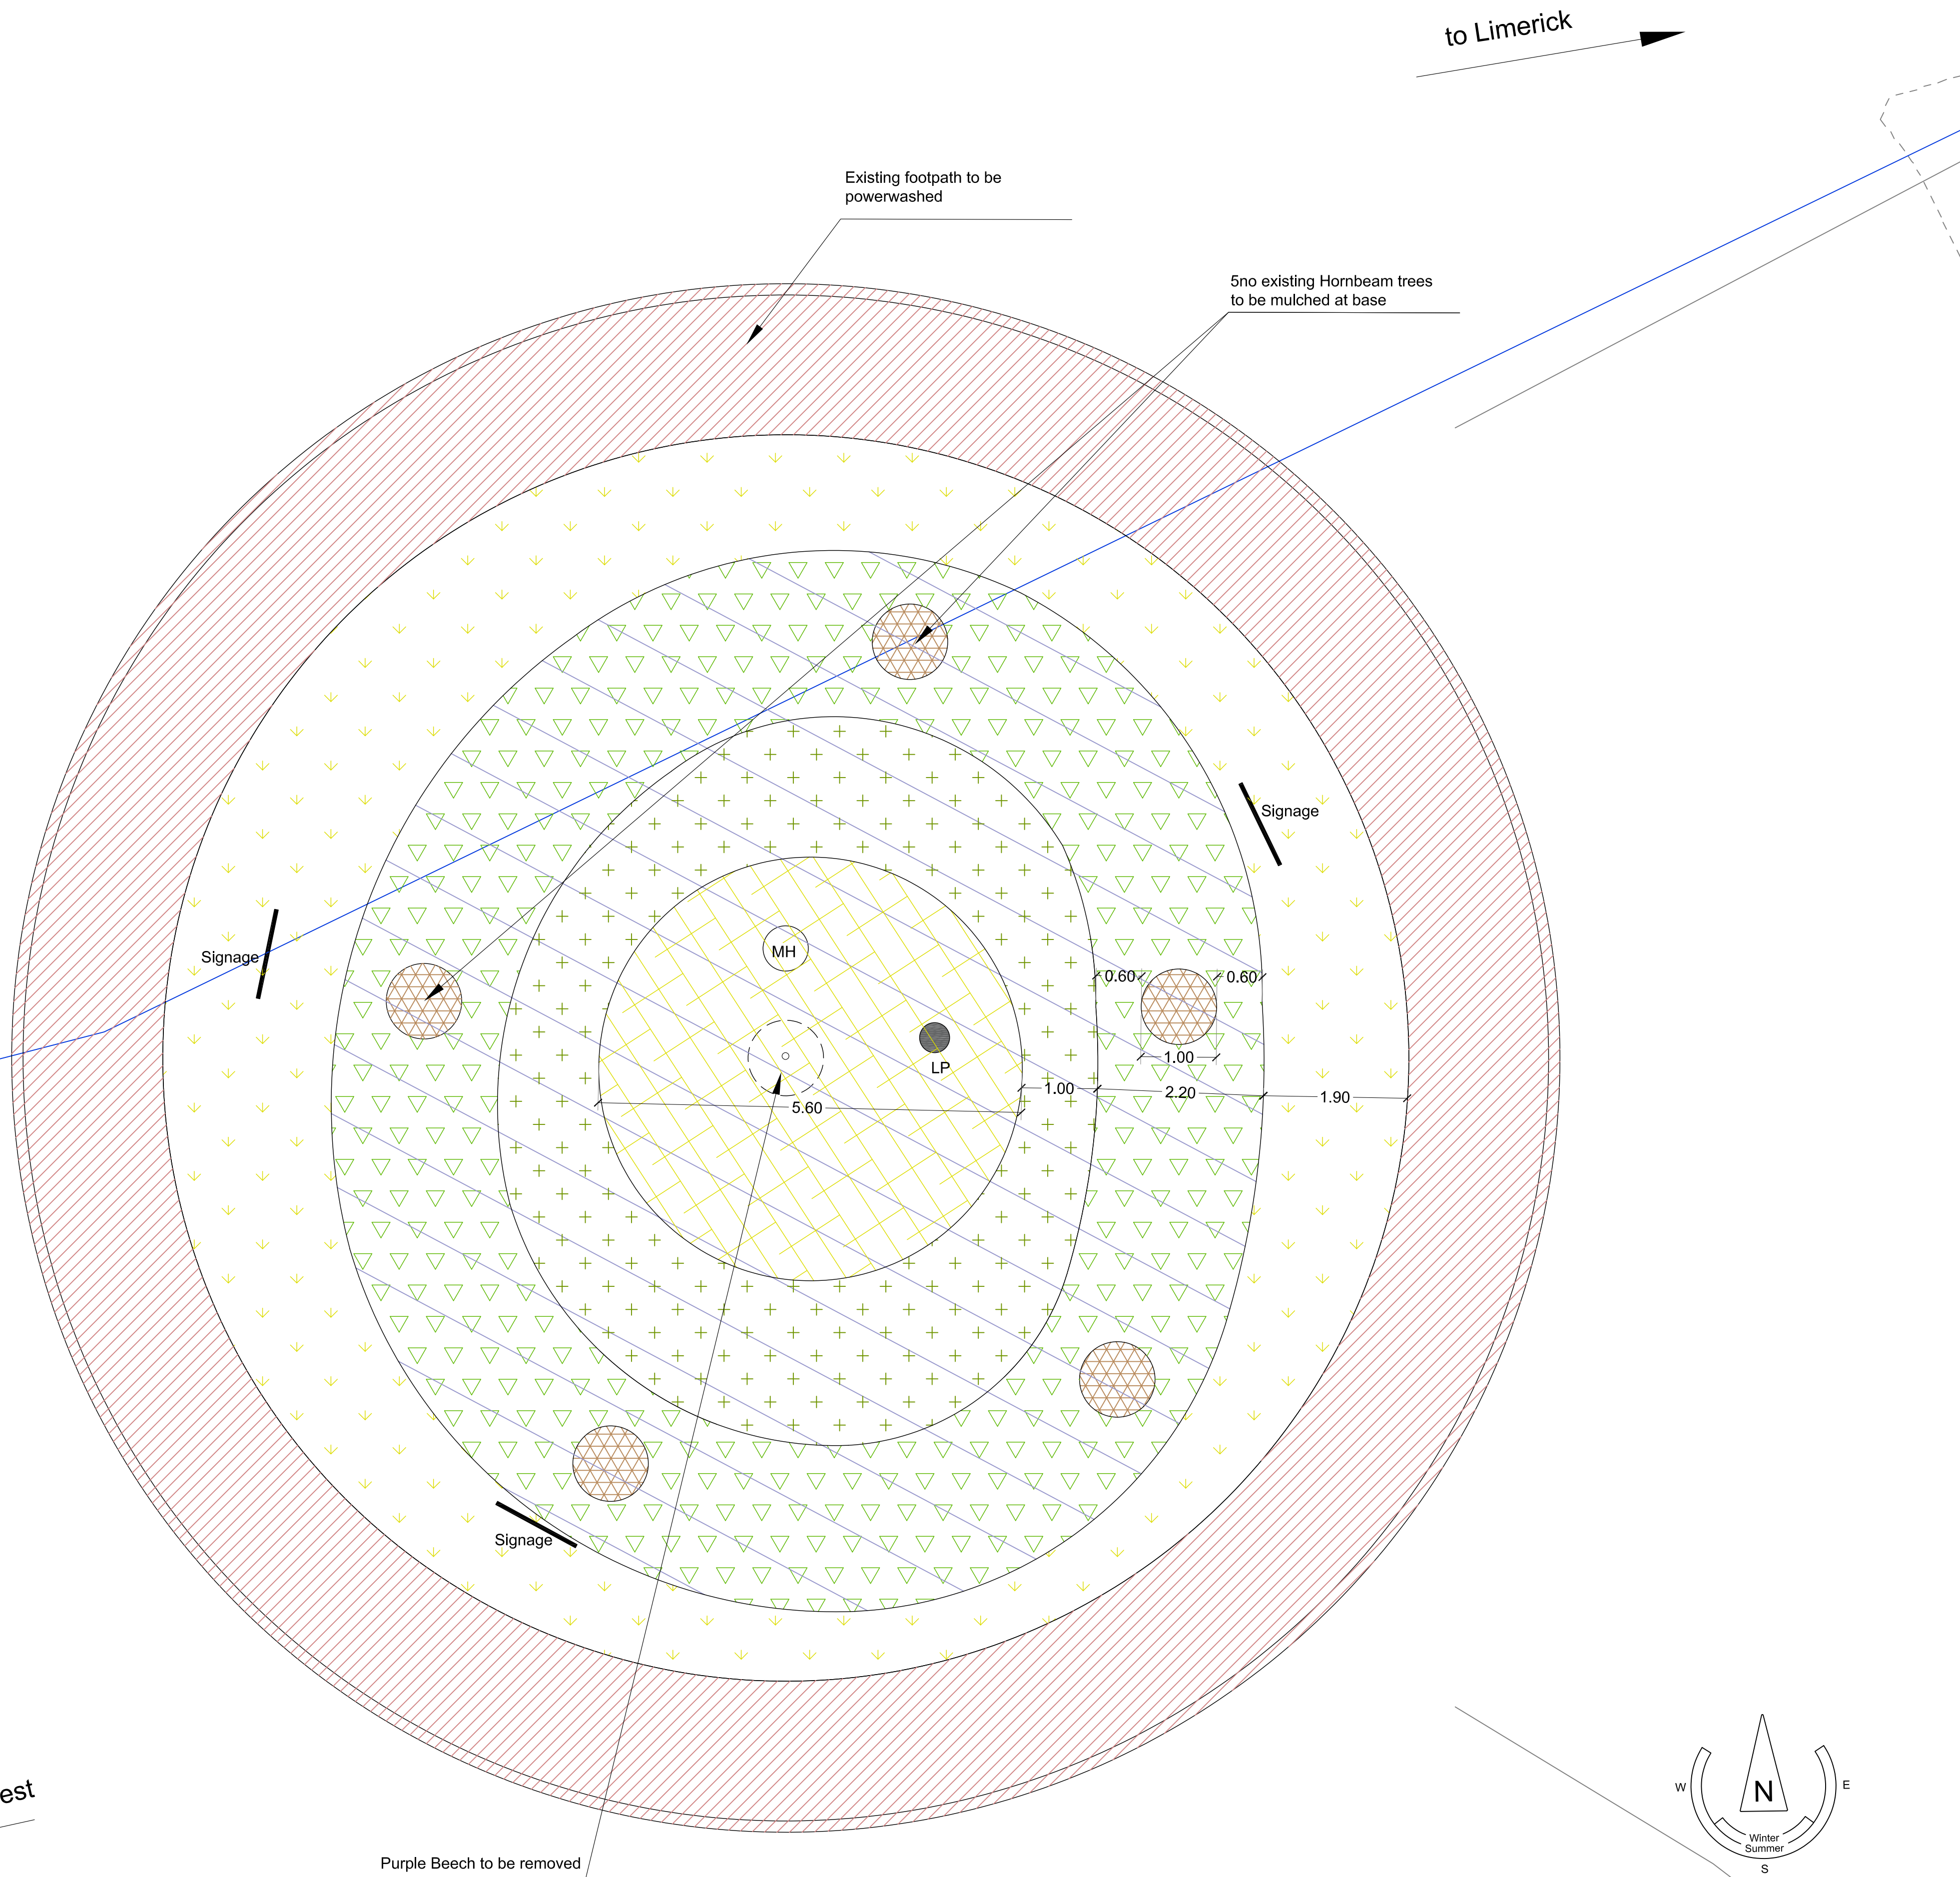 to Limerick
Existing footpath to be
powerwashed
5no existing Hornbeam trees
to be mulched at base
Signage
Signage
MH
0.60
0.60
LP
1.00
1.00
2.20
1.90
5.60
Signage
est
Purple Beech to be removed
W
N
E
Winter
Summer
S